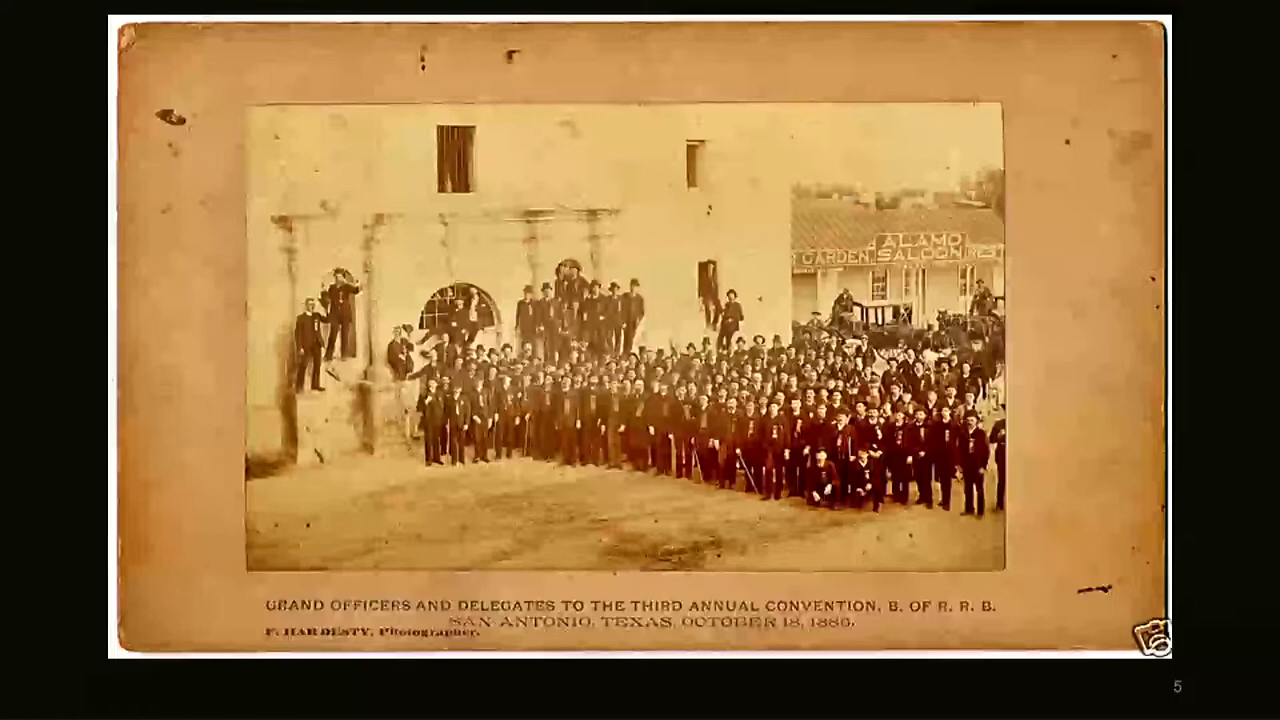 ALAMO
GARDEN SALOON
GRAND OFFICERS AND DELEGATES TO THE THIRD ANNUAL CONVENTION, B. OF R. R. B.
SAN ANTONIO, TEXAS, OCTOBER 18, 1886.
F. HARDESTY, Photographer.
5